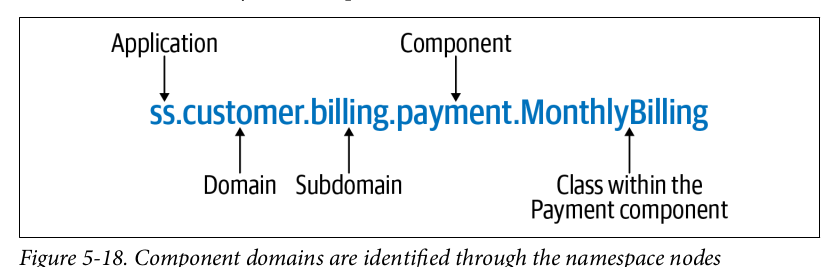 Application Component
ss.customer.billing.payment.MonthlyBilling
Domain Subdomain Class within the
Payment component
Figure 5-18. Component domains are identified through the namespace nodes